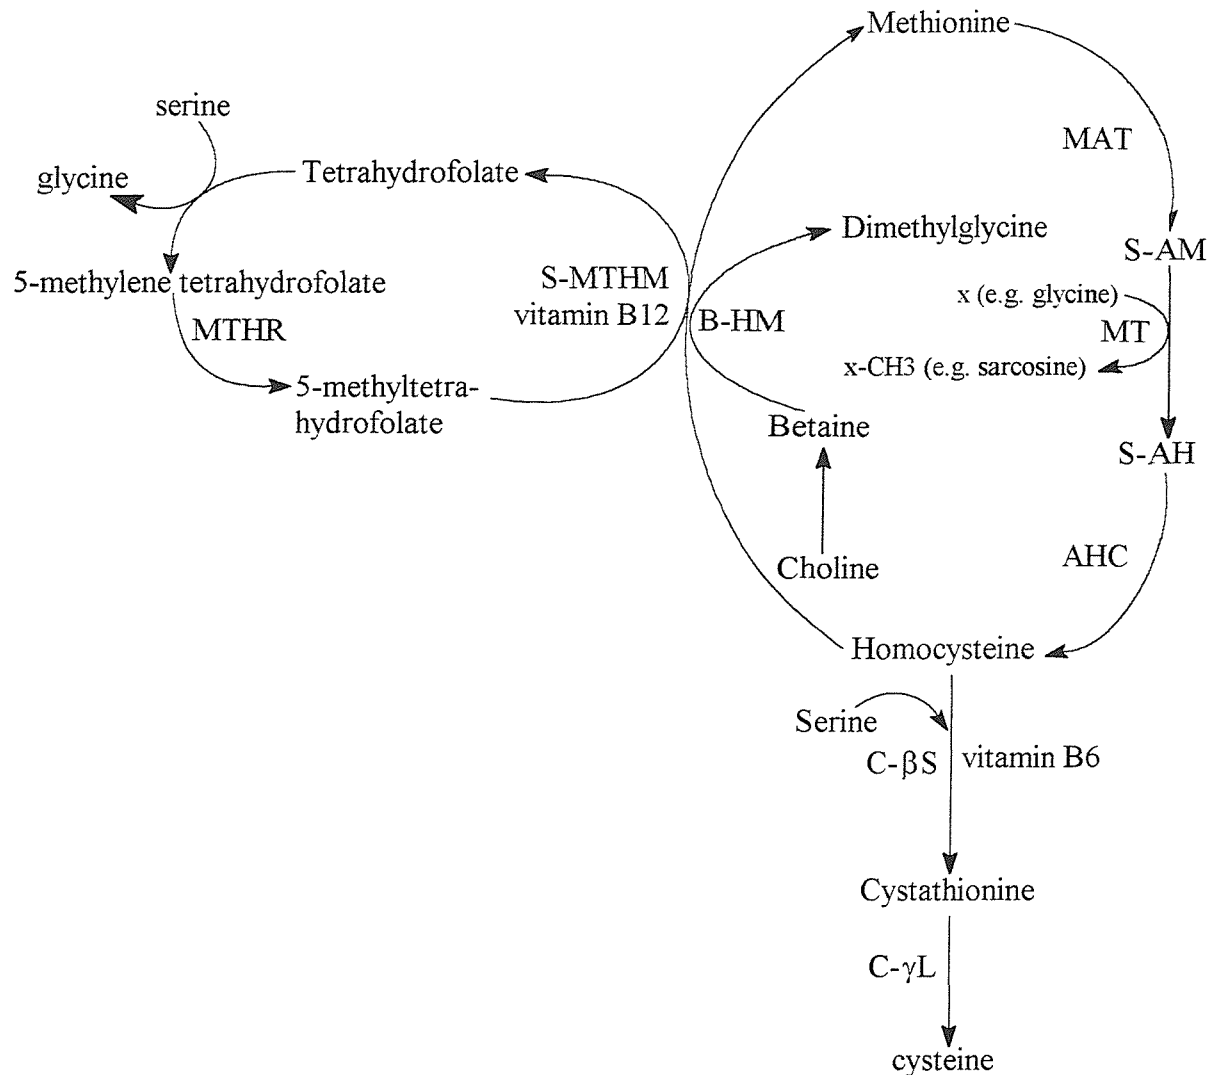 Methionine
serine
MAT
Tetrahydrofolate
glycine
Dimethylglycine
S-AM
5-methylene tetrahydrofolate
S-MTHM
vitamin B12
x (e.g. glycine)
B-HM
MTHR
MT
x-CH3 (e.g. sarcosine)
5-methyltetra-
hydrofolate
Betaine
S-AH
AHC
Choline
Homocysteine
Serine
C-βS
vitamin B6
Cystathionine
C-γL
cysteine